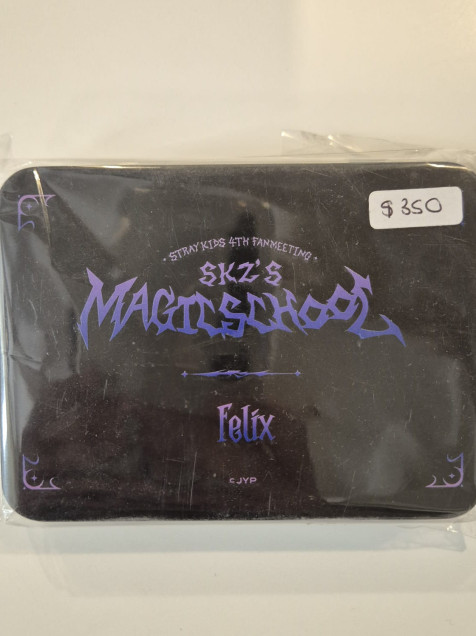 $350
· STRAY KIDS 4TH FANMEETING ·
SKZ'S
MAGIC SCHOOL
Felix
© JYP